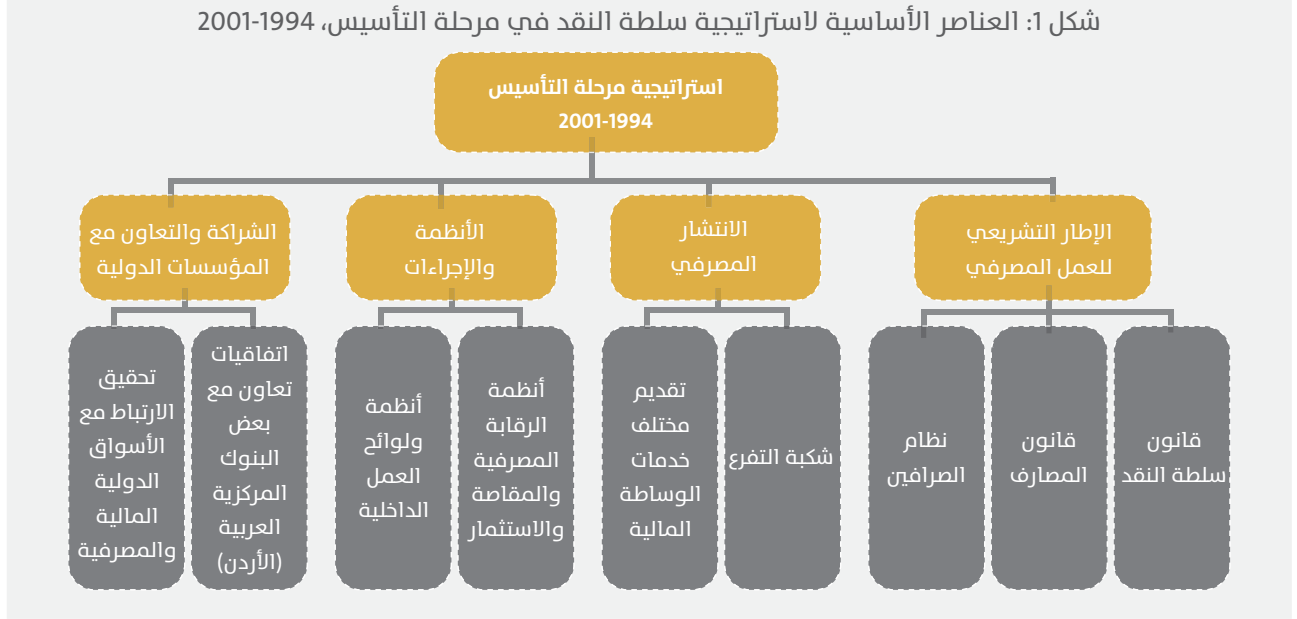 شكل 1: العناصر الأساسية لاستراتيجية سلطة النقد في مرحلة التأسيس، 1994-2001
استراتيجية مرحلة التأسيس
1994-2001
الإطار التشريعي
للعمل المصرفي
الانتشار
المصرفي
الأنظمة
والإجراءات
الشراكة والتعاون مع
المؤسسات الدولية
قانون
سلطة النقد
قانون
المصارف
نظام
الصرافين
شكبة التفرع
تقديم
مختلف
خدمات
الوساطة
المالية
أنظمة
الرقابة
المصرفية
والمقاصة
والاستثمار
أنظمة
ولوائح
العمل
الداخلية
اتفاقيات
تعاون مع
بعض
البنوك
المركزية
العربية
(الأردن)
تحقيق
الارتباط مع
الأسواق
الدولية
المالية
والمصرفية